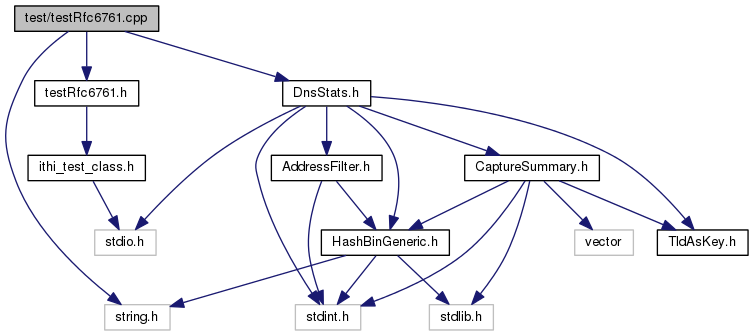 test/testRfc6761.cpp
testRfc6761.h
DnsStats.h
ithi_test_class.h
AddressFilter.h
CaptureSummary.h
stdio.h
HashBinGeneric.h
vector
TldAsKey.h
string.h
stdint.h
stdlib.h